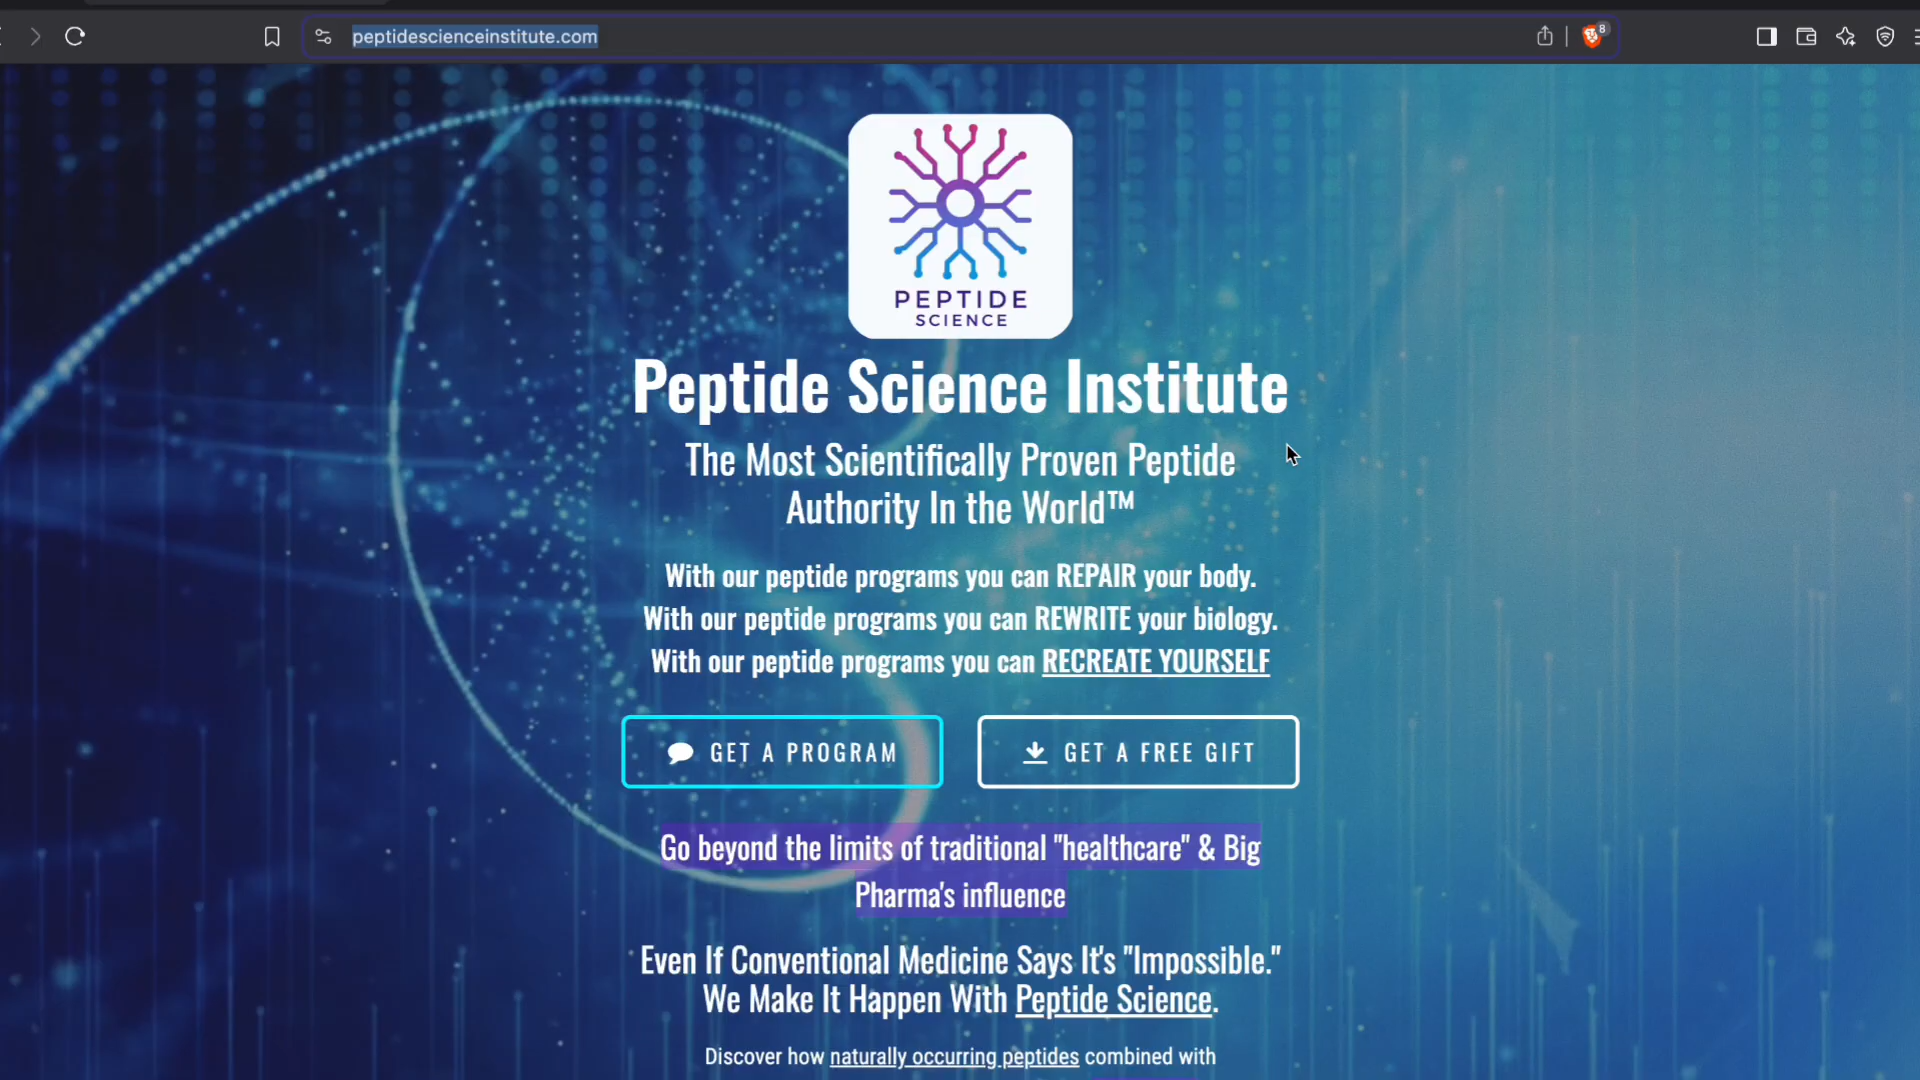 peptidescienceinstitute.com
8
PEPTIDE
SCIENCE
Peptide Science Institute
The Most Scientifically Proven Peptide
Authority In the World™
With our peptide programs you can REPAIR your body.
With our peptide programs you can REWRITE your biology.
With our peptide programs you can RECREATE YOURSELF
GET A PROGRAM
GET A FREE GIFT
Go beyond the limits of traditional "healthcare" & Big
Pharma's influence
Even If Conventional Medicine Says It's "Impossible."
We Make It Happen With Peptide Science.
Discover how naturally occurring peptides combined with